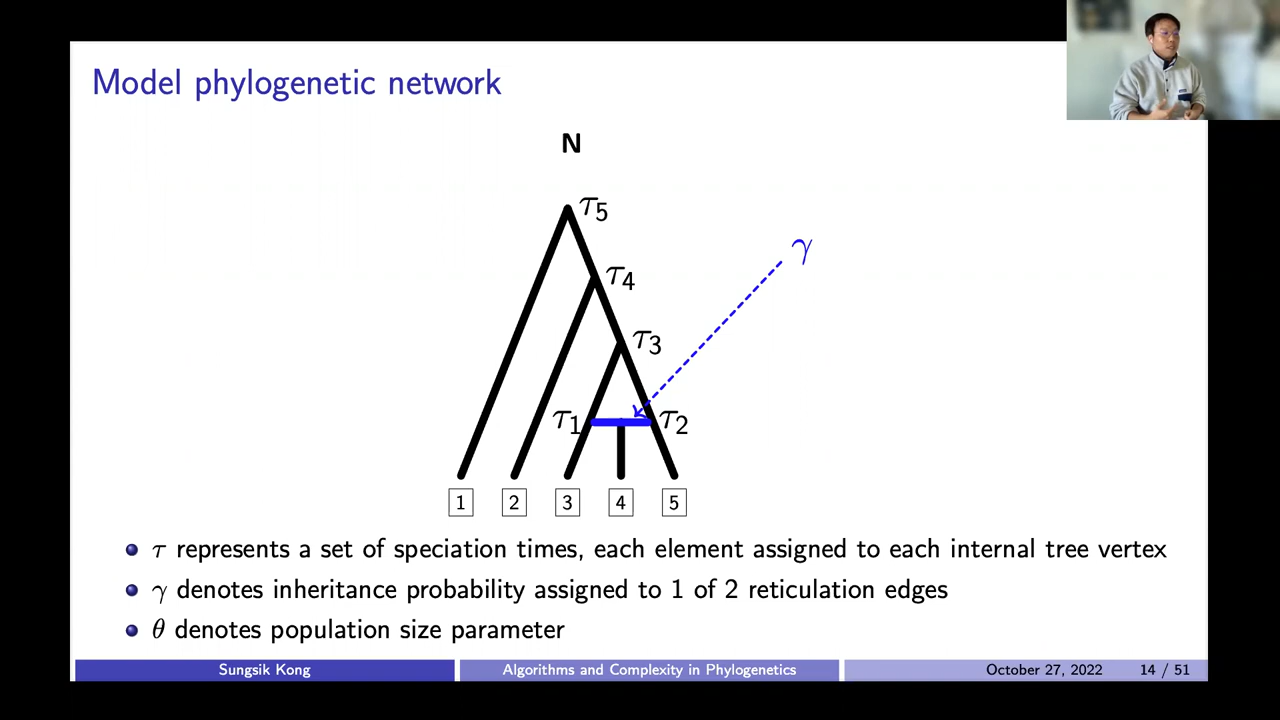 Model phylogenetic network
N
τ5
τ4
γ
τ3
τ1 τ2
1 2 3 4 5
τ represents a set of speciation times, each element assigned to each internal tree vertex
γ denotes inheritance probability assigned to 1 of 2 reticulation edges
θ denotes population size parameter
Sungsik Kong Algorithms and Complexity in Phylogenetics October 27, 2022 14 / 51